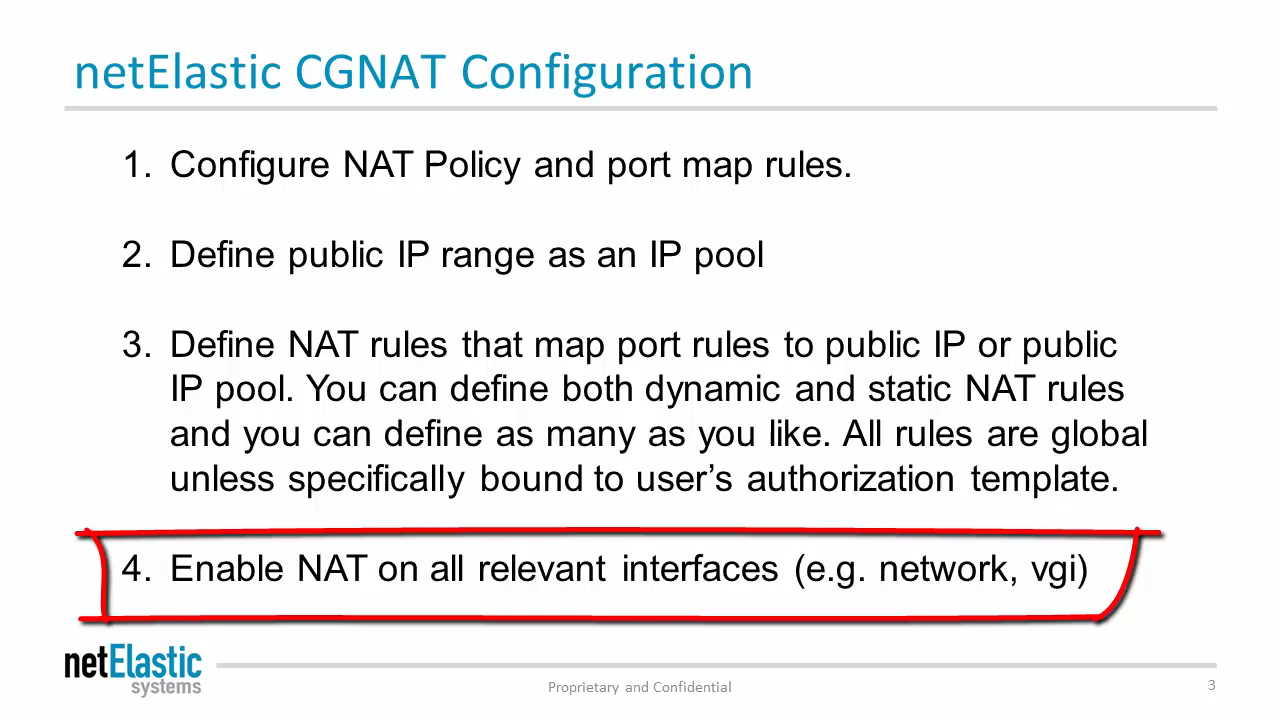 netElastic CGNAT Configuration
1. Configure NAT Policy and port map rules.
2. Define public IP range as an IP pool
3. Define NAT rules that map port rules to public IP or public
IP pool. You can define both dynamic and static NAT rules
and you can define as many as you like. All rules are global
unless specifically bound to user’s authorization template.
4. Enable NAT on all relevant interfaces (e.g. network, vgi)
netElastic
systems
Proprietary and Confidential
3